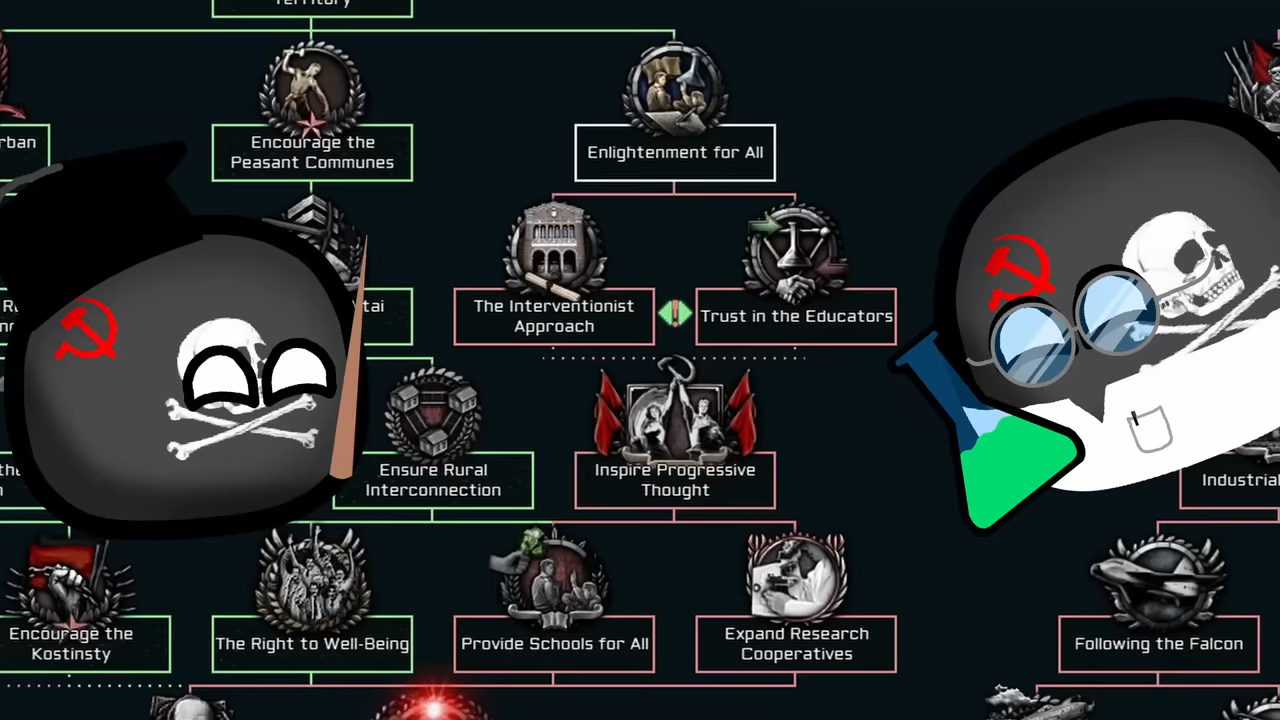 Territory
Encourage the
Peasant Communes
Enlightenment for All
The Interventionist
Approach
Trust in the Educators
Ensure Rural
Interconnection
Inspire Progressive
Thought
Industrial
Encourage the
Kostinsty
The Right to Well-Being
Provide Schools for All
Expand Research
Cooperatives
Following the Falcon